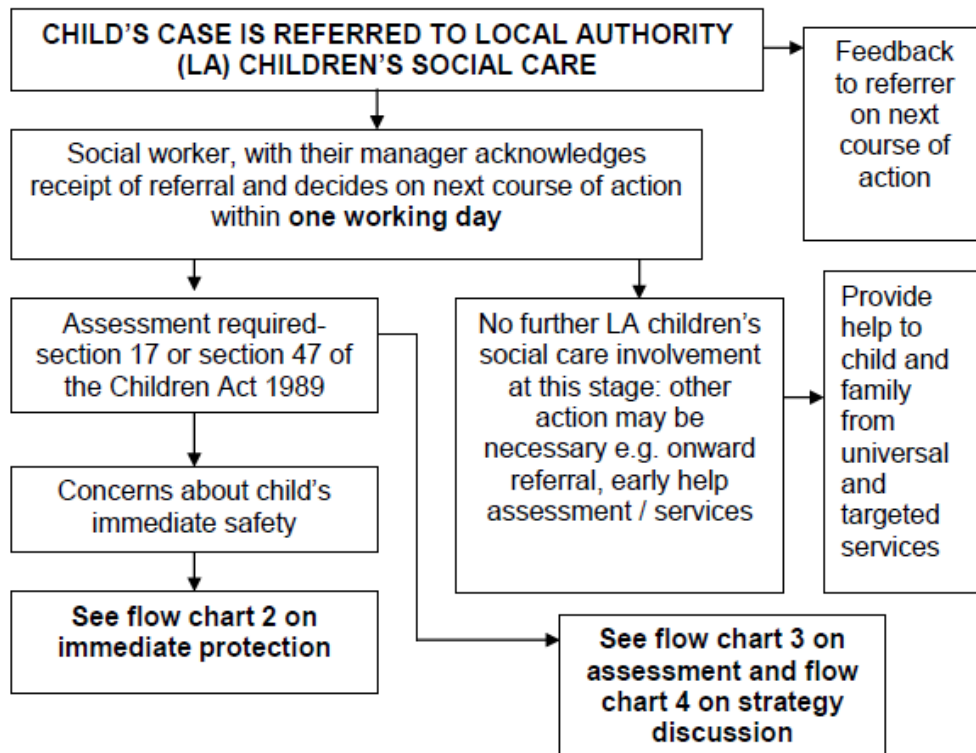 CHILD'S CASE IS REFERRED TO LOCAL AUTHORITY
(LA) CHILDREN'S SOCIAL CARE
Feedback
to referrer
on next
course of
action
Social worker, with their manager acknowledges
receipt of referral and decides on next course of action
within one working day
Assessment required-
section 17 or section 47 of
the Children Act 1989
No further LA children's
social care involvement
at this stage: other
action may be
necessary e.g. onward
referral, early help
assessment / services
Provide
help to
child and
family
from
universal
and
targeted
services
Concerns about child's
immediate safety
See flow chart 2 on
immediate protection
See flow chart 3 on
assessment and flow
chart 4 on strategy
discussion